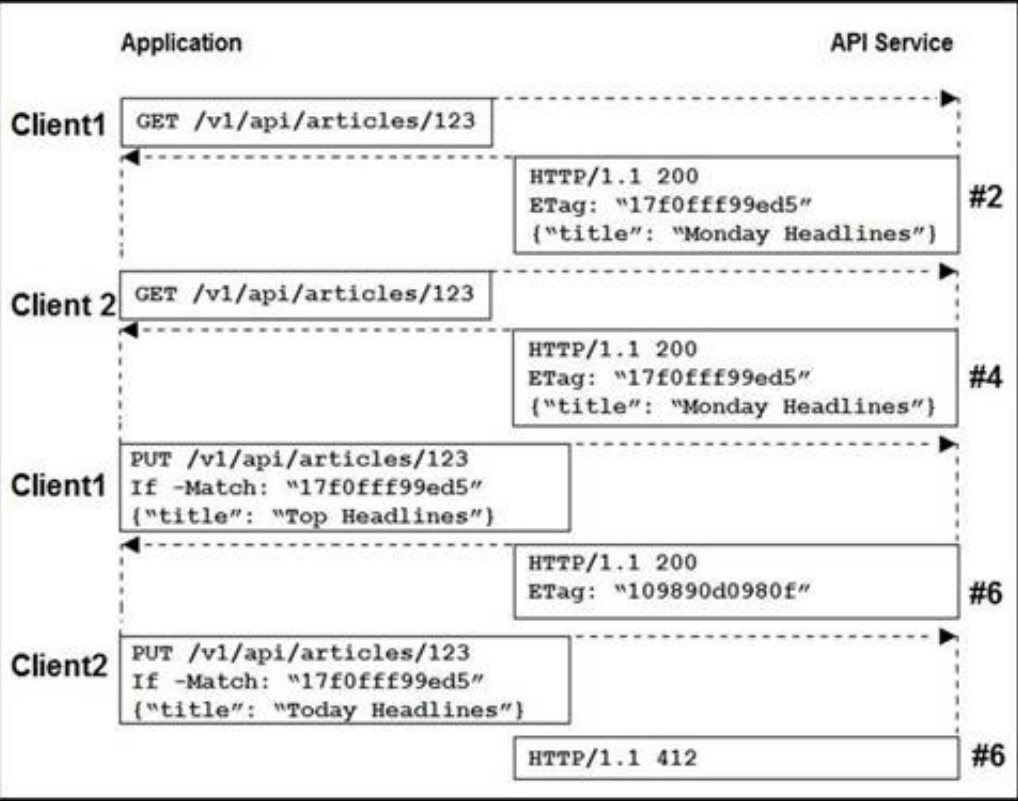 Application API Service
Client1 GET /v1/api/articles/123
HTTP/1.1 200
ETag: “17f0fff99ed5” #2
{“title”: “Monday Headlines”}
Client 2 GET /v1/api/articles/123
HTTP/1.1 200
ETag: “17f0fff99ed5” #4
{“title”: “Monday Headlines”}
PUT /v1/api/articles/123
Client1 If -Match: “17f0fff99ed5”
{“title”: “Top Headlines”}
HTTP/1.1 200
ETag: “109890d0980f” #6
PUT /v1/api/articles/123
Client2 If -Match: “17f0fff99ed5”
{“title”: “Today Headlines”}
HTTP/1.1 412 #6